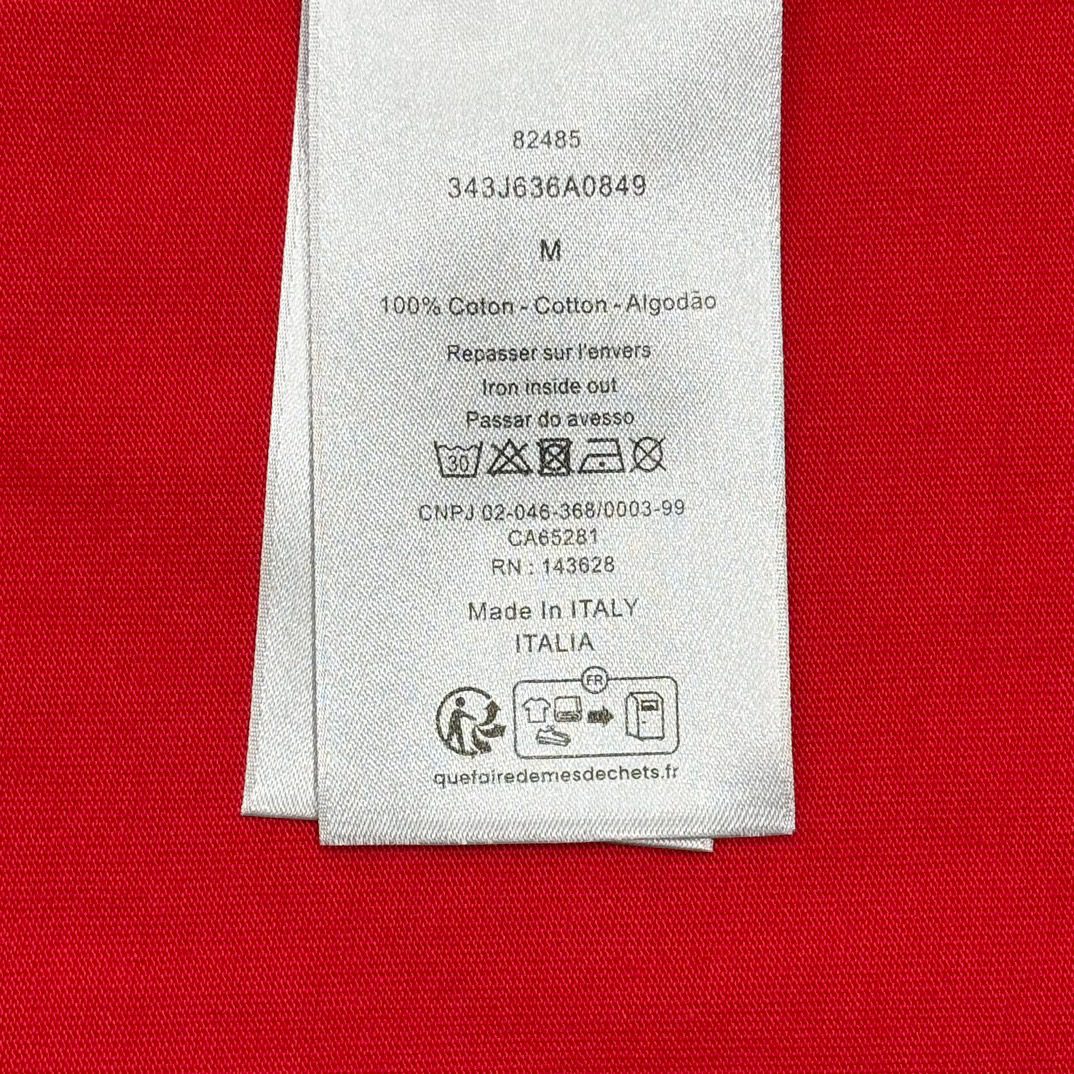 82485
343J636A0849
M
100% Coton - Cotton - Algodão
Repasser sur l'envers
Iron inside out
Passar do avesso
30
CNPJ 02-046-368/0003-99
CA65281
RN : 143628
Made In ITALY
ITALIA
FR
quefairedemesdechets.fr